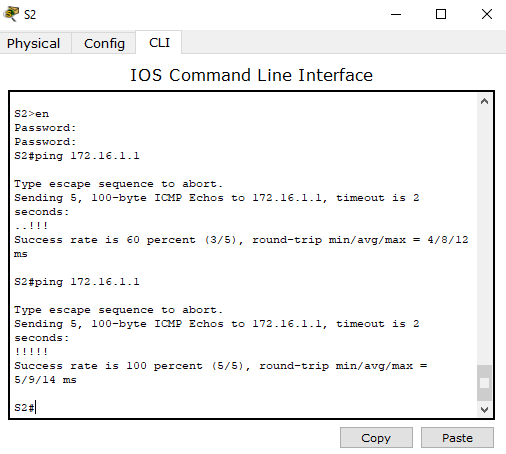 S2
Physical Config CLI
IOS Command Line Interface
S2>en
Password:
Password:
S2#ping 172.16.1.1
Type escape sequence to abort.
Sending 5, 100-byte ICMP Echos to 172.16.1.1, timeout is 2
seconds:
..!!!
Success rate is 60 percent (3/5), round-trip min/avg/max = 4/8/12
ms
S2#ping 172.16.1.1
Type escape sequence to abort.
Sending 5, 100-byte ICMP Echos to 172.16.1.1, timeout is 2
seconds:
!!!!!
Success rate is 100 percent (5/5), round-trip min/avg/max =
5/9/14 ms
S2#
Copy Paste